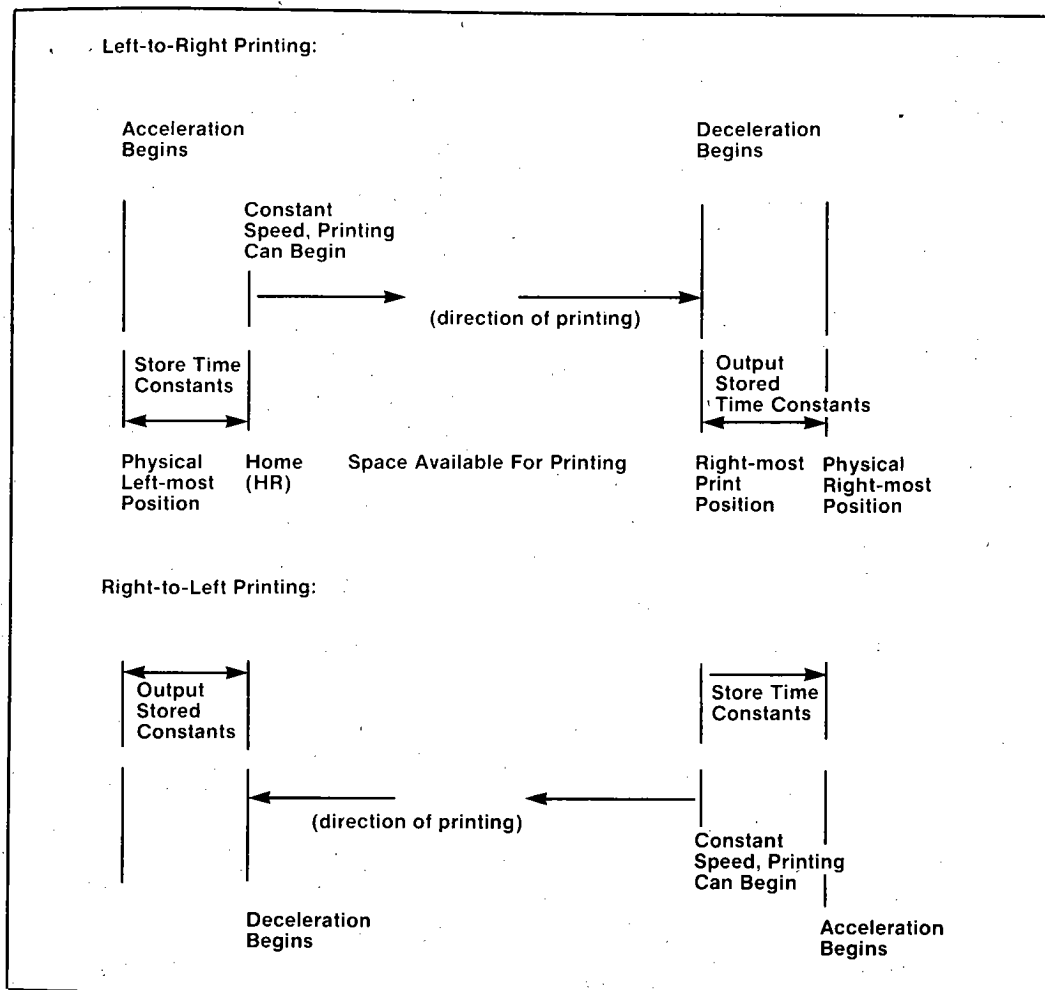 Left-to-Right Printing:
Acceleration
Begins
Deceleration
Begins
Constant
Speed, Printing
Can Begin
(direction of printing)
Store Time
Constants
Output
Stored
Time Constants
Physical
Left-most
Position
Home
(HR)
Space Available For Printing
Right-most
Print
Position
Physical
Right-most
Position
Right-to-Left Printing:
Output
Stored
Constants
Store Time
Constants
(direction of printing)
Constant
Speed, Printing
Can Begin
Deceleration
Begins
Acceleration
Begins